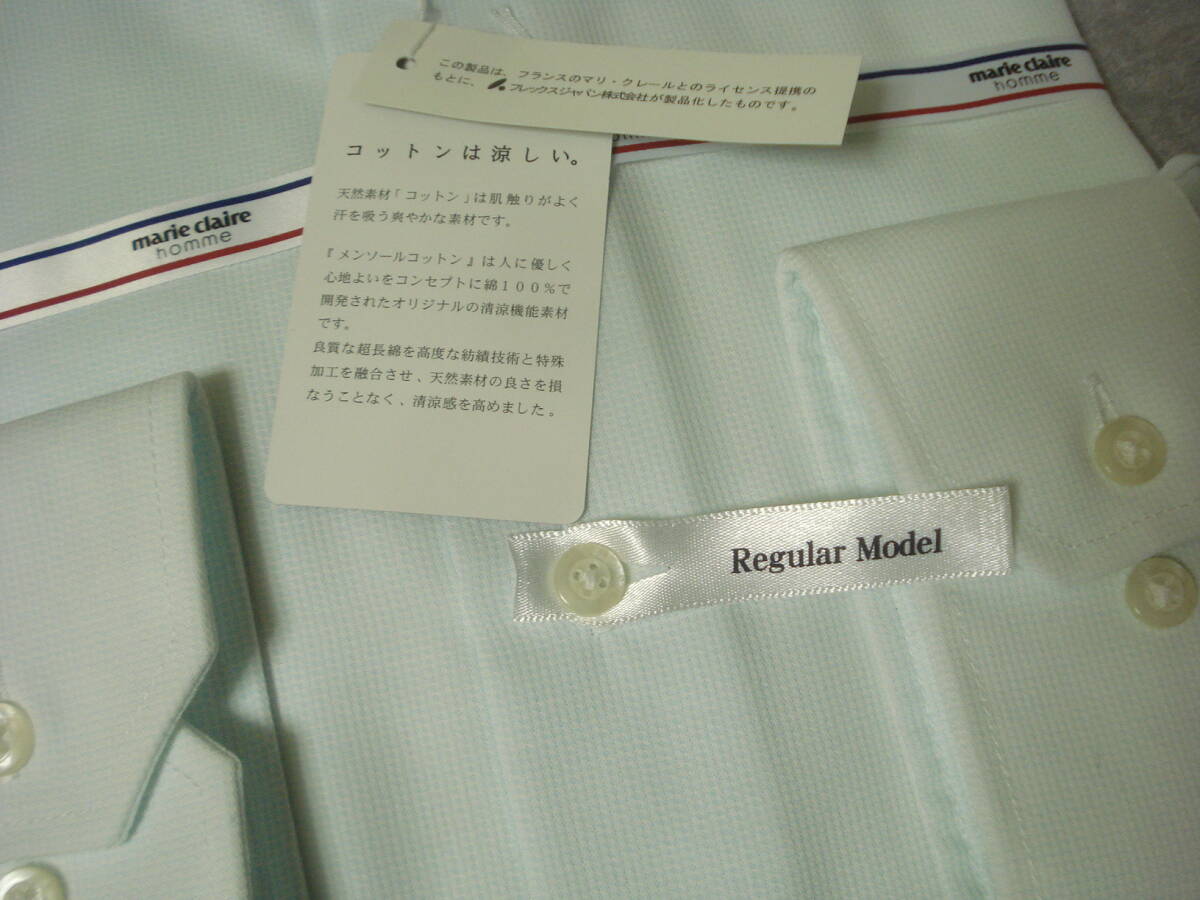 この製品は、フランスのマリ・クレールとのライセンス提携の
もとに、フレックスジャパン株式会社が製品化したものです。
marie claire
homme
コットンは涼しい。
天然素材「コットン」は肌触りがよく
汗を吸う爽やかな素材です。
『メンソールコットン』は人に優しく
心地よいをコンセプトに綿100%で
開発されたオリジナルの清涼機能素材
です。
良質な超長綿を高度な紡績技術と特殊
加工を融合させ、天然素材の良さを損
なうことなく、清涼感を高めました。
marie claire
homme
Regular Model